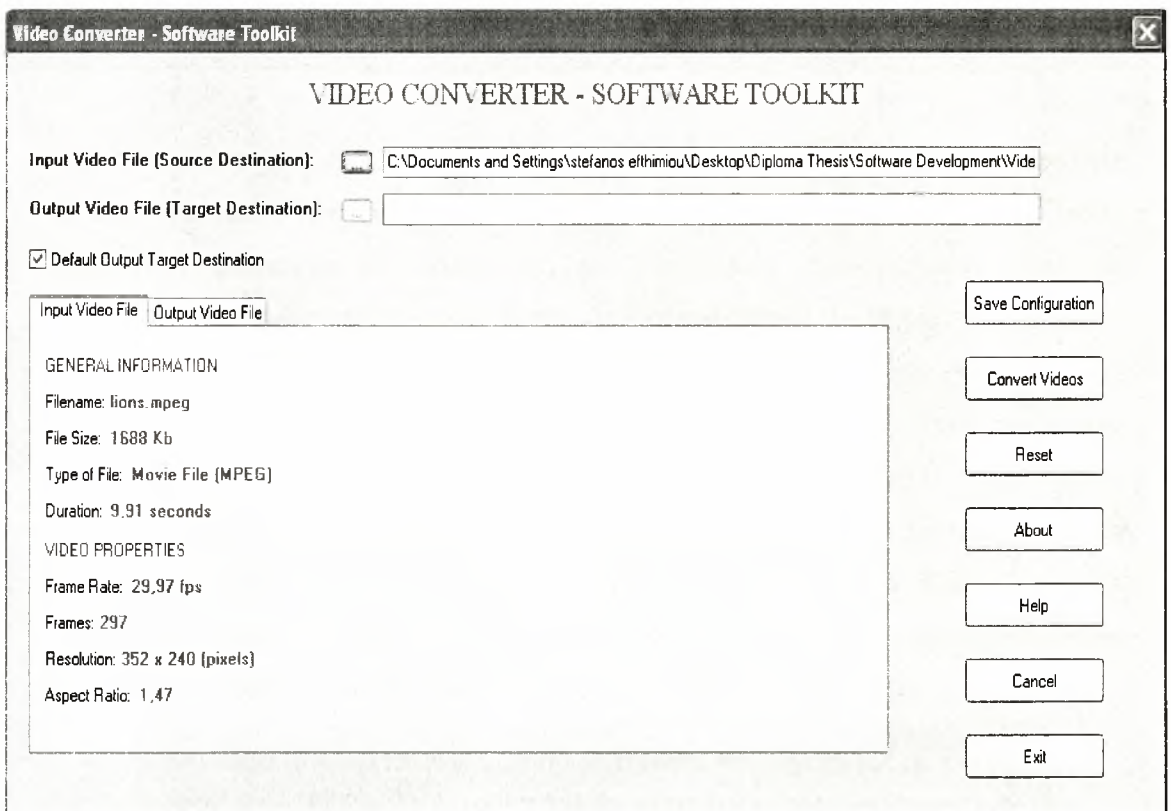 Video Converter - Software Toolkit
VIDEO CONVERTER - SOFTWARE TOOLKIT
Input Video File (Source Destination): ... C:\Documents and Settings\stefanos efthimiou\Desktop\Diploma Thesis\Software Development\Vide
Output Video File (Target Destination): ...
Default Output Target Destination
Input Video File Output Video File
GENERAL INFORMATION
Filename: lions.mpeg
File Size: 1688 Kb
Type of File: Movie File (MPEG)
Duration: 9,91 seconds
VIDEO PROPERTIES
Frame Rate: 29,97 fps
Frames: 297
Resolution: 352 x 240 (pixels)
Aspect Ratio: 1,47
Save Configuration
Convert Videos
Reset
About
Help
Cancel
Exit